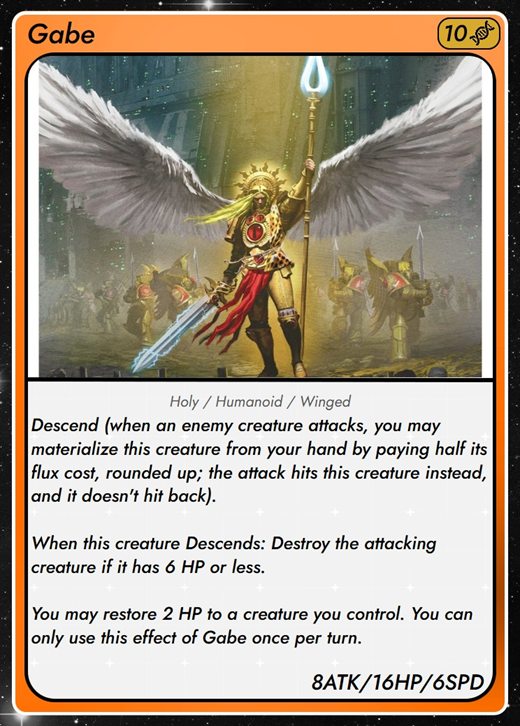 Gabe
10
Holy / Humanoid / Winged
Descend (when an enemy creature attacks, you may
materialize this creature from your hand by paying half its
flux cost, rounded up; the attack hits this creature instead,
and it doesn't hit back).
When this creature Descends: Destroy the attacking
creature if it has 6 HP or less.
You may restore 2 HP to a creature you control. You can
only use this effect of Gabe once per turn.
8ATK/16HP/6SPD